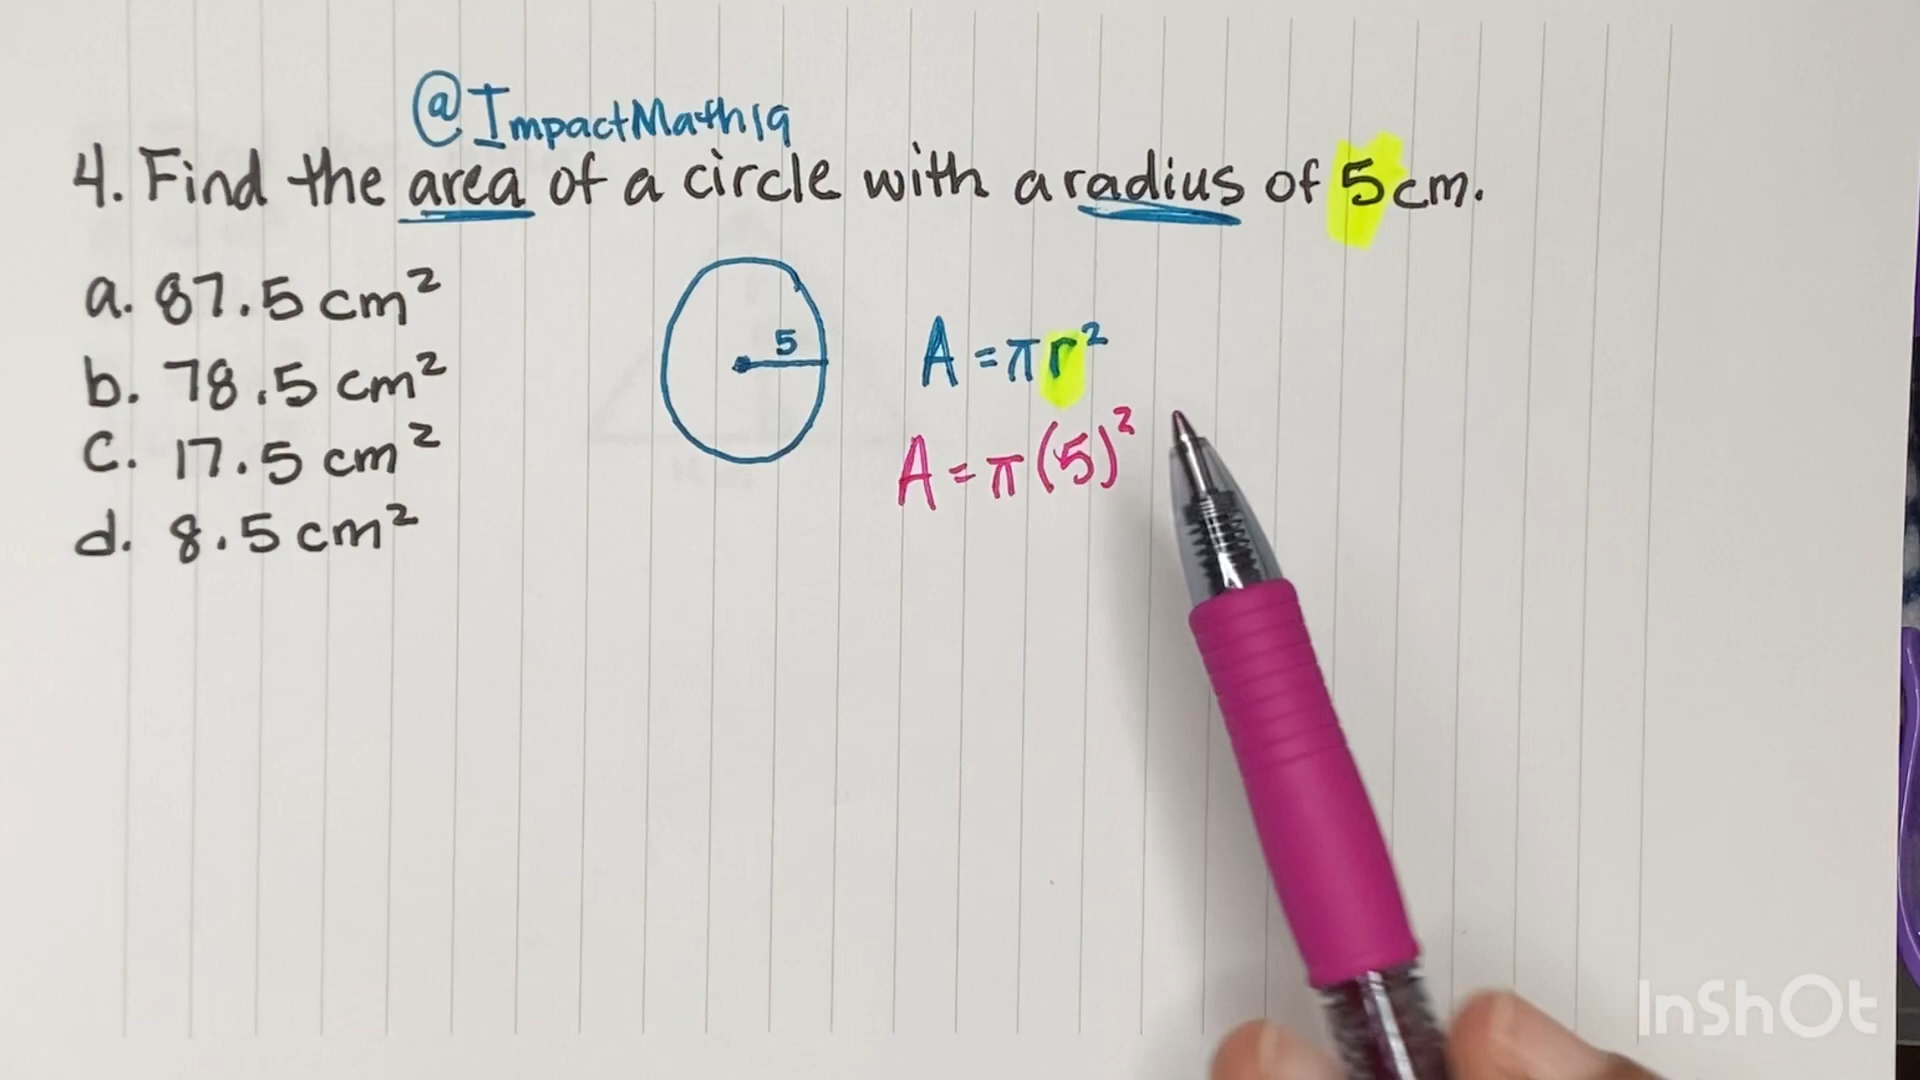 @ImpactMath19
4. Find the area of a circle with a radius of 5cm.
a. 87.5 cm²
b. 78.5 cm²
c. 17.5 cm²
d. 8.5 cm²
5
A = πr²
A = π(5)²
InShOt